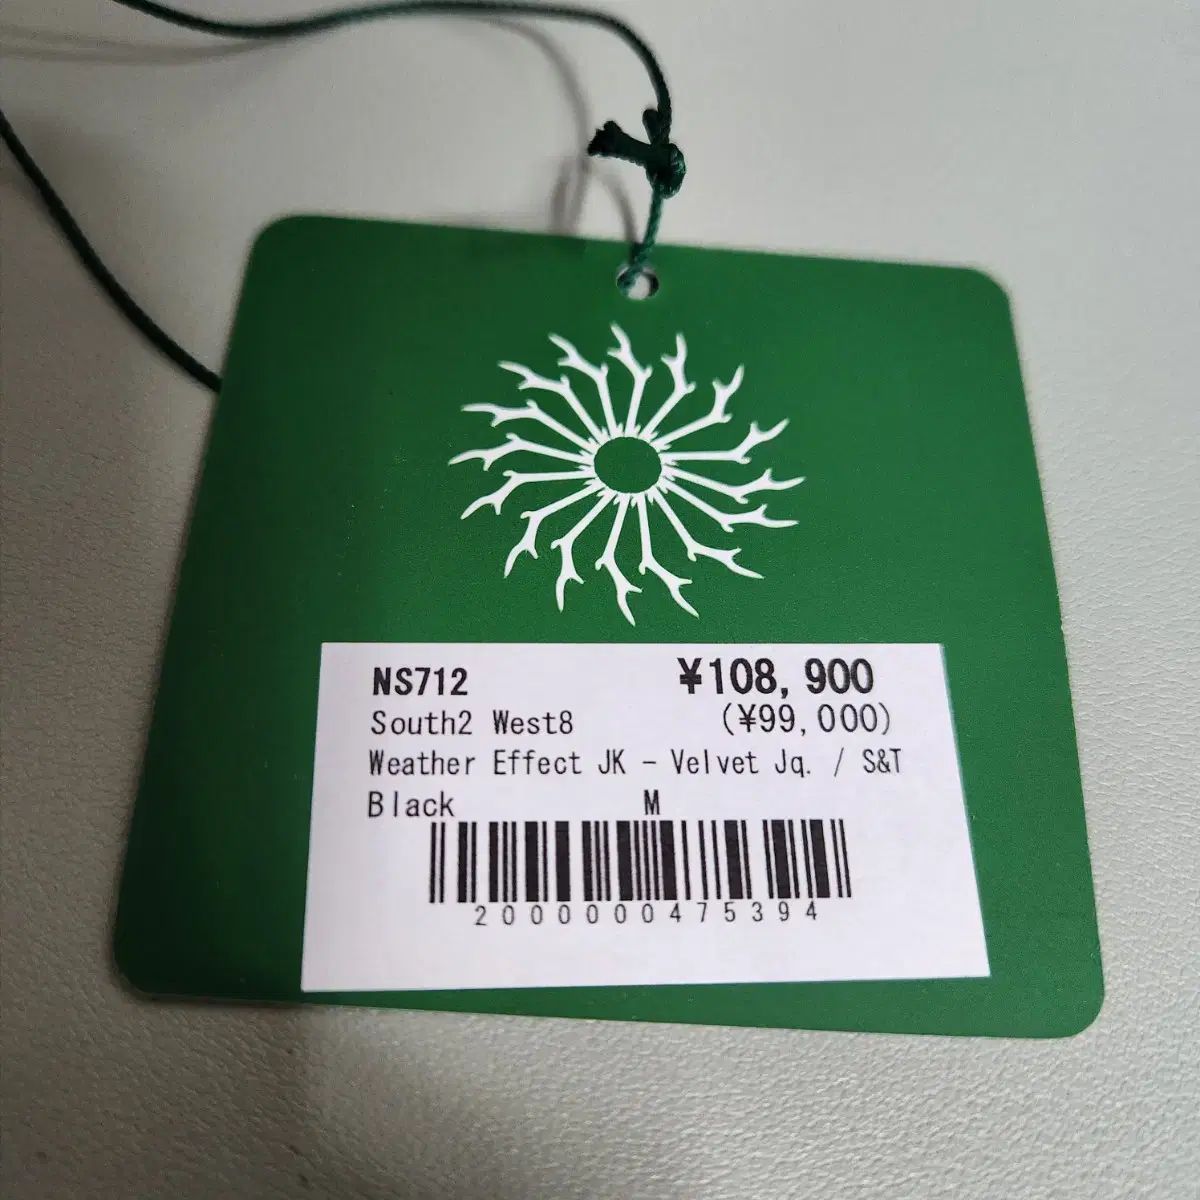 NS712 ¥108,900
South2 West8 (¥99,000)
Weather Effect JK - Velvet Jq. / S&T
Black M
2000000475394